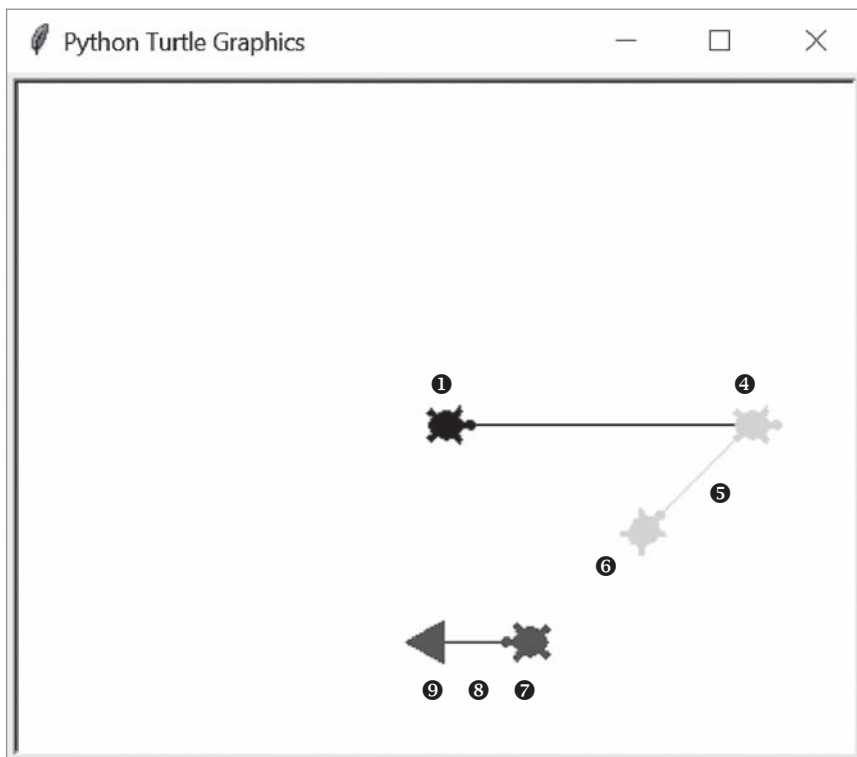 Python Turtle Graphics
❶ ❹
❺
❻
❾ ❽ ❼